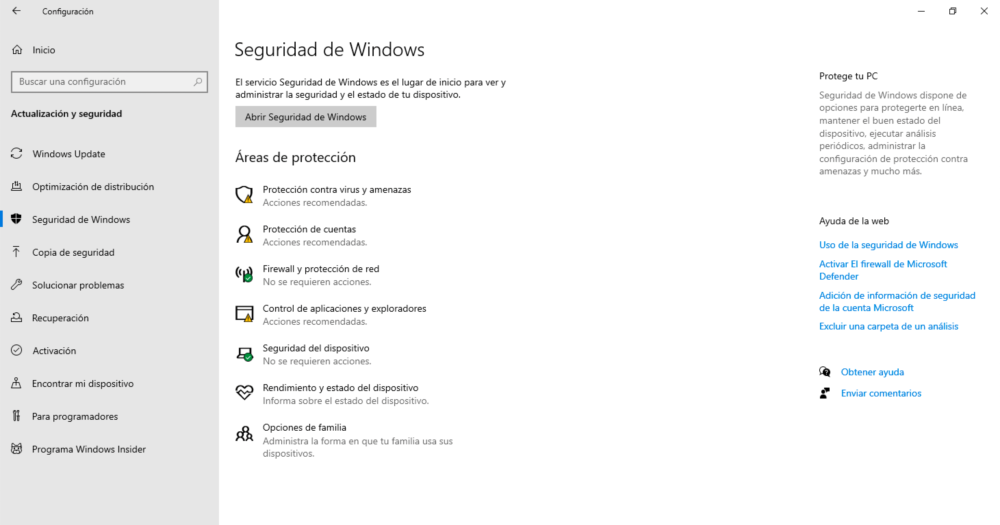 Configuración
Inicio
Buscar una configuración
Actualización y seguridad
Windows Update
Optimización de distribución
Seguridad de Windows
Copia de seguridad
Solucionar problemas
Recuperación
Activación
Encontrar mi dispositivo
Para programadores
Programa Windows Insider
Seguridad de Windows
El servicio Seguridad de Windows es el lugar de inicio para ver y
administrar la seguridad y el estado de tu dispositivo.
Abrir Seguridad de Windows
Áreas de protección
Protección contra virus y amenazas
Acciones recomendadas.
Protección de cuentas
Acciones recomendadas.
Firewall y protección de red
No se requieren acciones.
Control de aplicaciones y exploradores
Acciones recomendadas.
Seguridad del dispositivo
No se requieren acciones.
Rendimiento y estado del dispositivo
Informa sobre el estado del dispositivo.
Opciones de familia
Administra la forma en que tu familia usa sus
dispositivos.
Protege tu PC
Seguridad de Windows dispone de
opciones para protegerte en línea,
mantener el buen estado del
dispositivo, ejecutar análisis
periódicos, administrar la
configuración de protección contra
amenazas y mucho más.
Ayuda de la web
Uso de la seguridad de Windows
Activar El firewall de Microsoft
Defender
Adición de información de seguridad
de la cuenta Microsoft
Excluir una carpeta de un análisis
Obtener ayuda
Enviar comentarios